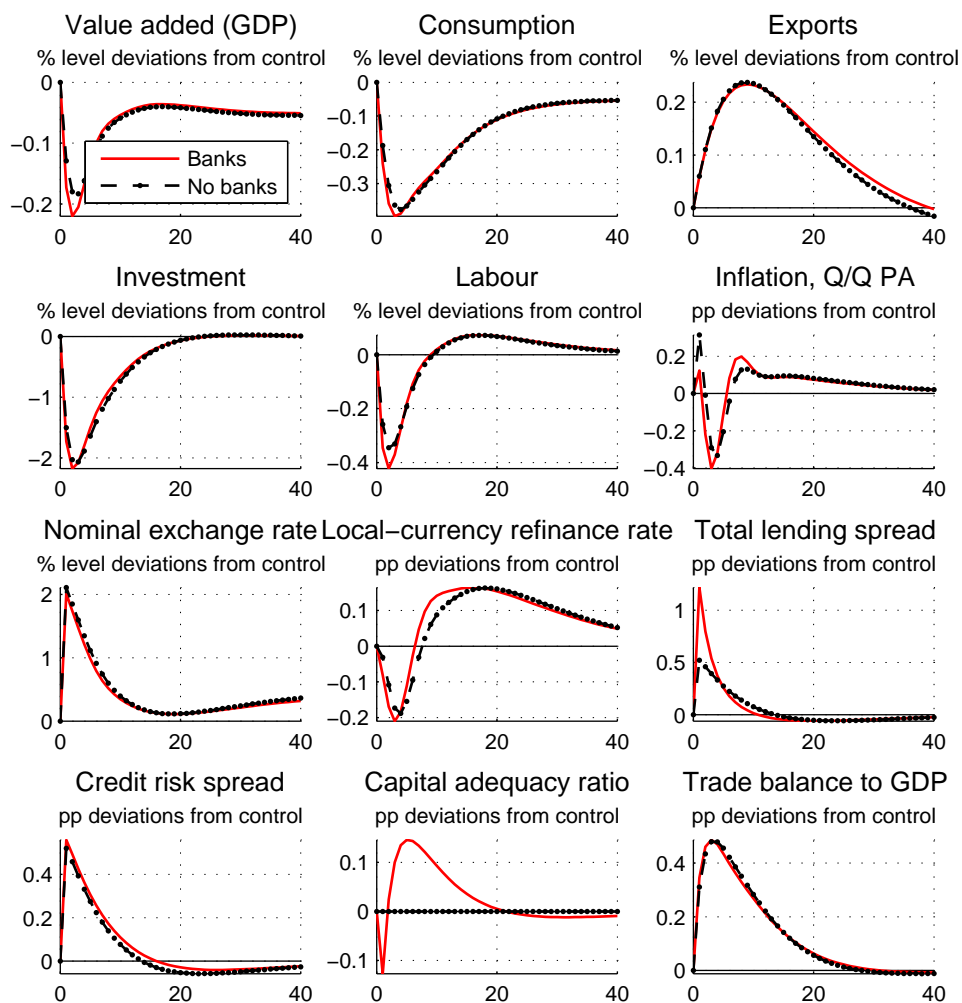 Value added (GDP)
% level deviations from control
0
−0.1
−0.2
0 20 40
Banks
No banks
Consumption
% level deviations from control
0
−0.1
−0.2
−0.3
0 20 40
Exports
% level deviations from control
0.2
0.1
0
0 20 40
Investment
% level deviations from control
0
−1
−2
0 20 40
Labour
% level deviations from control
0
−0.2
−0.4
0 20 40
Inflation, Q/Q PA
pp deviations from control
0.2
0
−0.2
−0.4
0 20 40
Nominal exchange rate
% level deviations from control
2
1
0
0 20 40
Local−currency refinance rate
pp deviations from control
0.1
0
−0.1
−0.2
0 20 40
Total lending spread
pp deviations from control
1
0.5
0
0 20 40
Credit risk spread
pp deviations from control
0.4
0.2
0
0 20 40
Capital adequacy ratio
pp deviations from control
0.1
0
−0.1
0 20 40
Trade balance to GDP
pp deviations from control
0.4
0.2
0
0 20 40